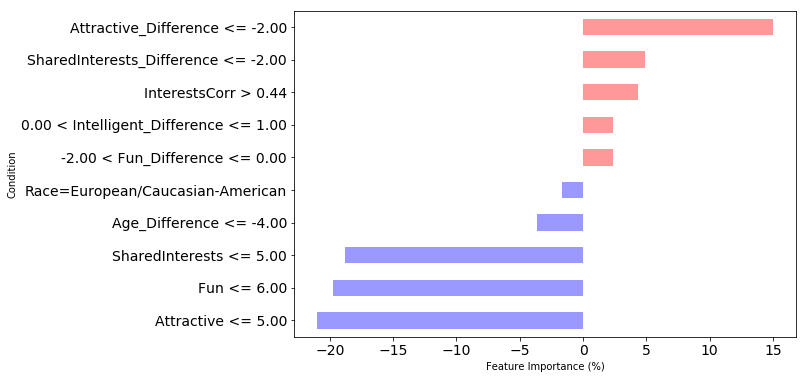 Attractive_Difference <= -2.00
SharedInterests_Difference <= -2.00
InterestsCorr > 0.44
0.00 < Intelligent_Difference <= 1.00
-2.00 < Fun_Difference <= 0.00
Race=European/Caucasian-American
Age_Difference <= -4.00
SharedInterests <= 5.00
Fun <= 6.00
Attractive <= 5.00
Condition
−20 −15 −10 −5 0 5 10 15
Feature Importance (%)